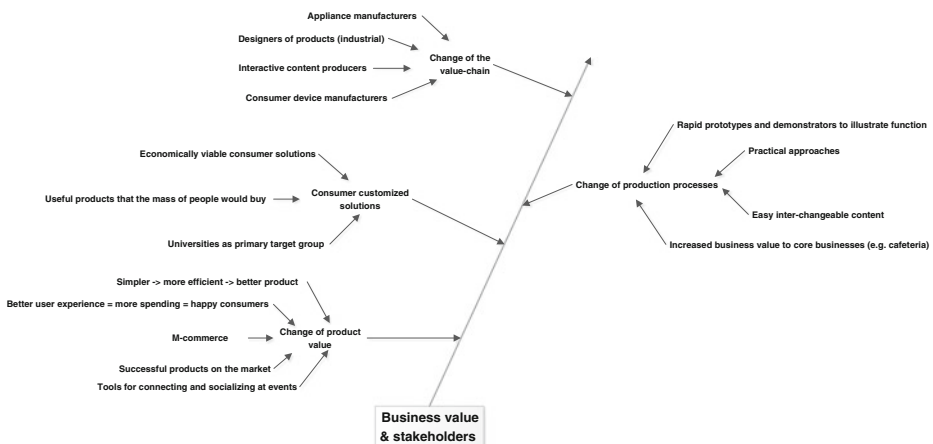 Appliance manufacturers
Designers of products (industrial)
Change of the
value-chain
Interactive content producers
Consumer device manufacturers
Rapid prototypes and demonstrators to illustrate function
Practical approaches
Change of production processes
Easy inter-changeable content
Increased business value to core businesses (e.g. cafeteria)
Economically viable consumer solutions
Useful products that the mass of people would buy
Consumer customized
solutions
Universities as primary target group
Simpler -> more efficient -> better product
Better user experience = more spending = happy consumers
M-commerce
Change of product
value
Successful products on the market
Tools for connecting and socializing at events
Business value
& stakeholders